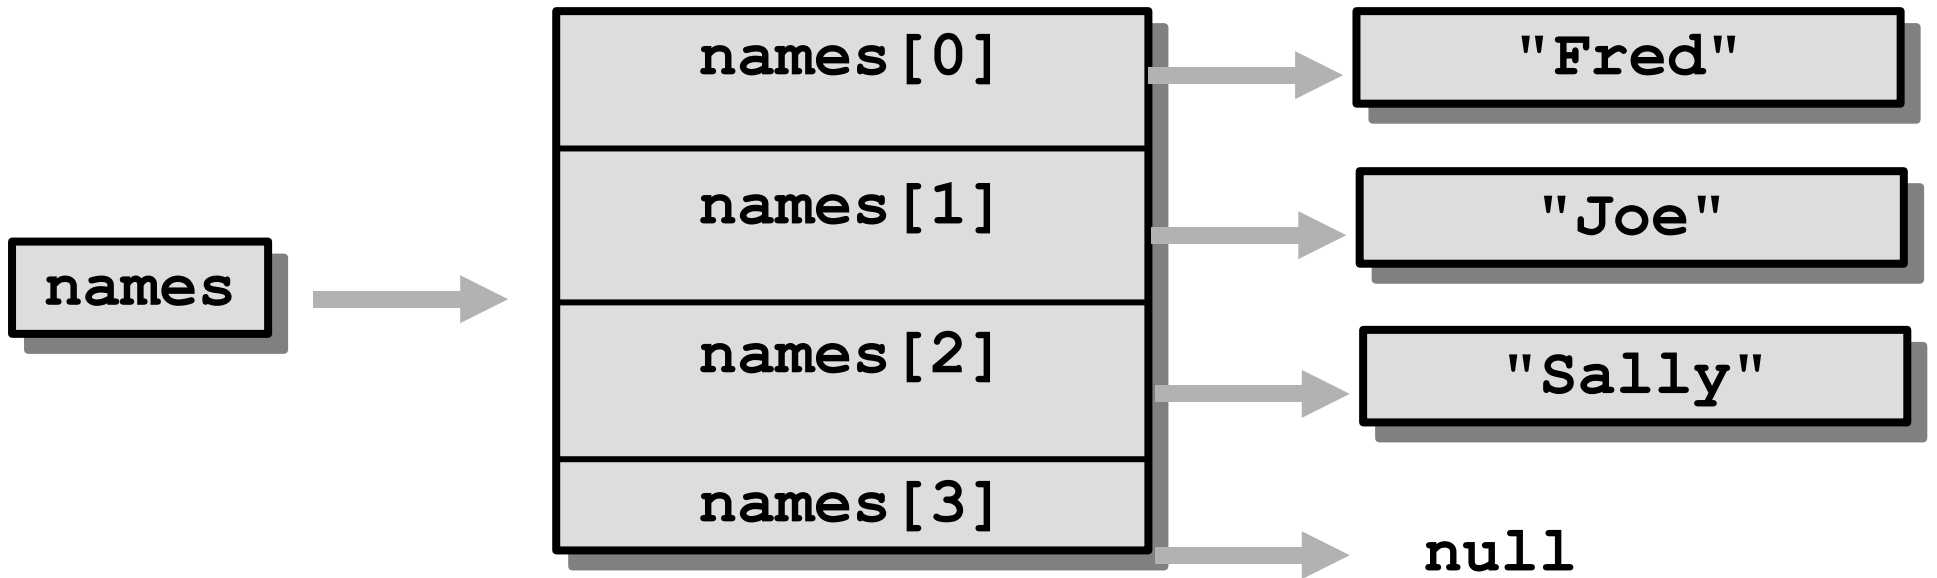 names
names[0]
names[1]
names[2]
names[3]
"Fred"
"Joe"
"Sally"
null